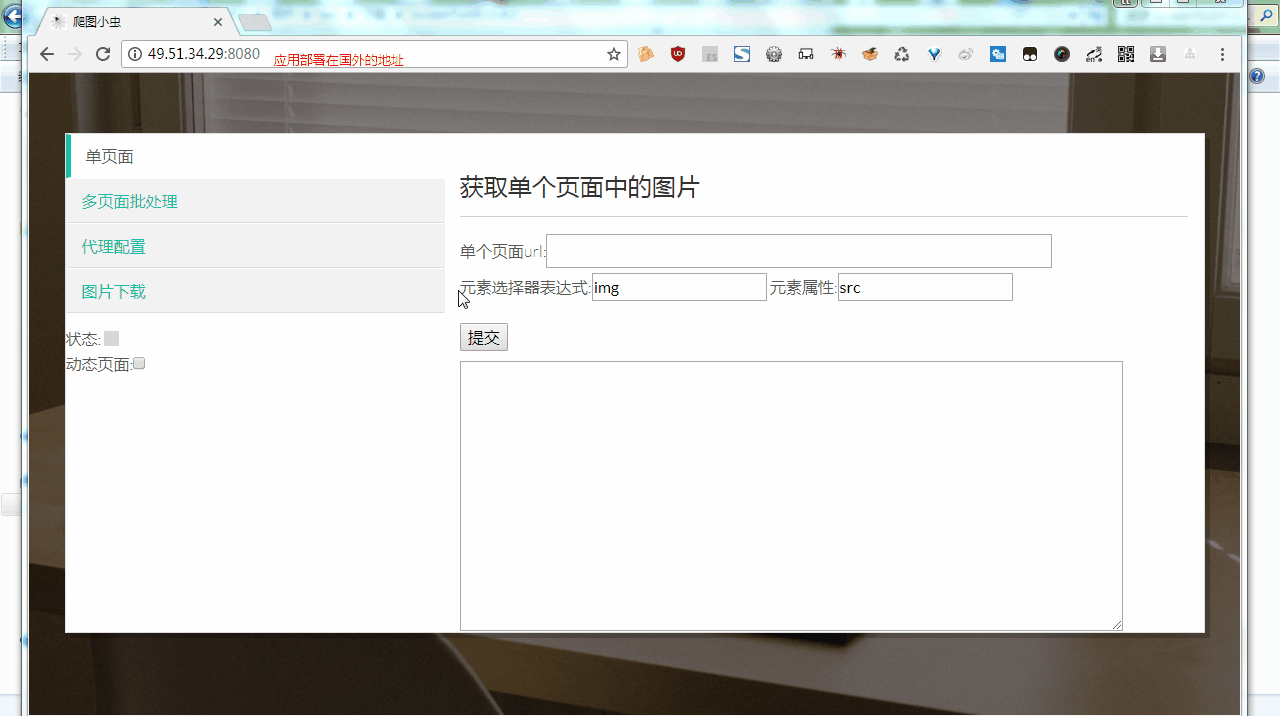 爬图小虫
49.51.34.29:8080
应用部署在国外的地址
单页面
多页面批处理
代理配置
图片下载
状态:
动态页面:
获取单个页面中的图片
单个页面url:
元素选择器表达式: img 元素属性: src
提交